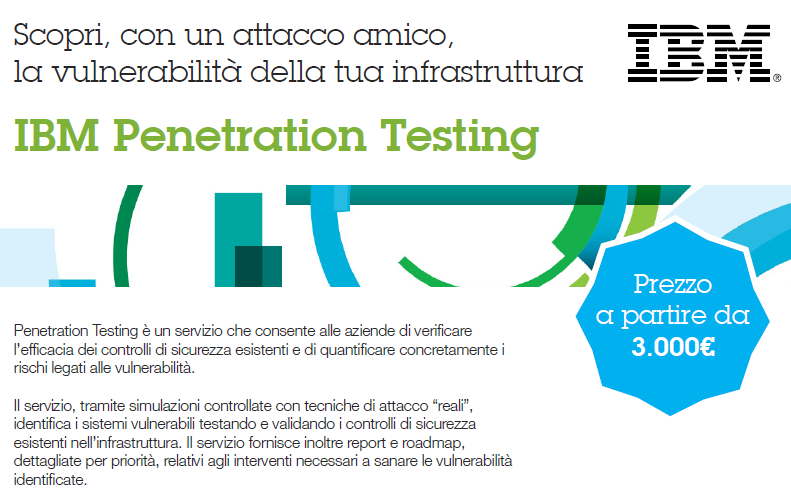 Scopri, con un attacco amico,
la vulnerabilità della tua infrastruttura
IBM®
IBM Penetration Testing
Prezzo
a partire da
3.000€
Penetration Testing è un servizio che consente alle aziende di verificare
l'efficacia dei controlli di sicurezza esistenti e di quantificare concretamente i
rischi legati alle vulnerabilità.
Il servizio, tramite simulazioni controllate con tecniche di attacco “reali”,
identifica i sistemi vulnerabili testando e validando i controlli di sicurezza
esistenti nell'infrastruttura. Il servizio fornisce inoltre report e roadmap,
dettagliate per priorità, relativi agli interventi necessari a sanare le vulnerabilità
identificate.